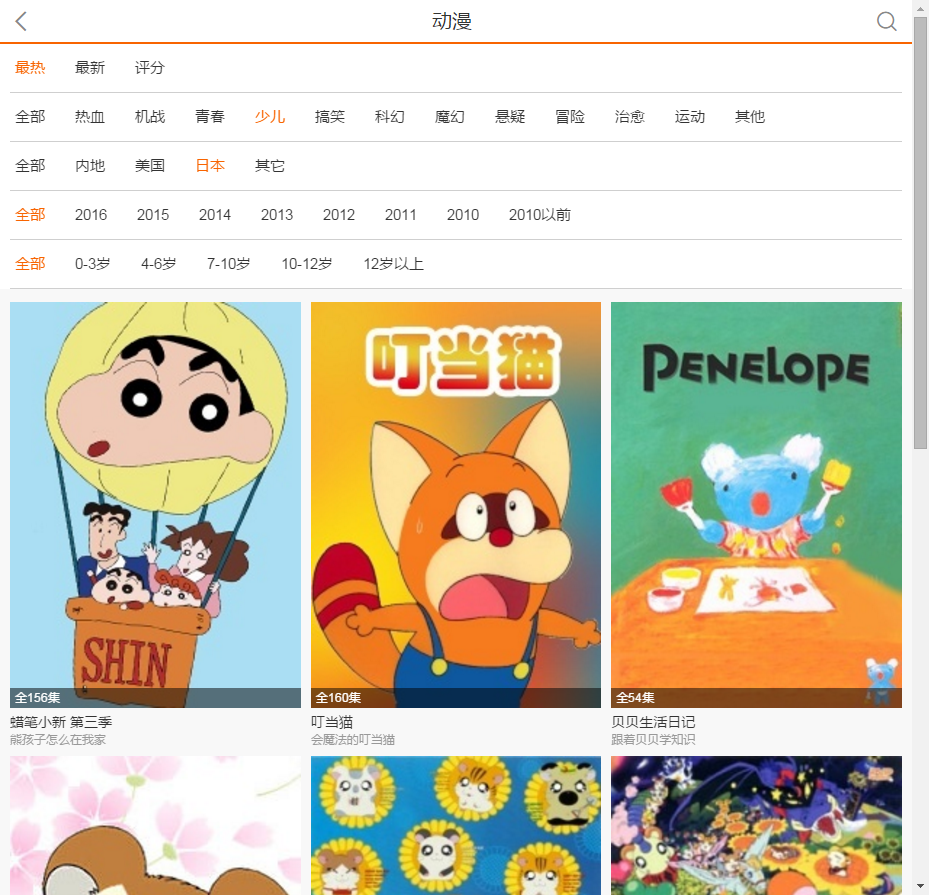 动漫
最热 最新 评分
全部 热血 机战 青春 少儿 搞笑 科幻 魔幻 悬疑 冒险 治愈 运动 其他
全部 内地 美国 日本 其它
全部 2016 2015 2014 2013 2012 2011 2010 2010以前
全部 0-3岁 4-6岁 7-10岁 10-12岁 12岁以上
SHIN
叮当猫
PENELOPE
全156集 全160集 全54集
蜡笔小新 第三季 叮当猫 贝贝生活日记
熊孩子怎么在我家 会魔法的叮当猫 跟着贝贝学知识